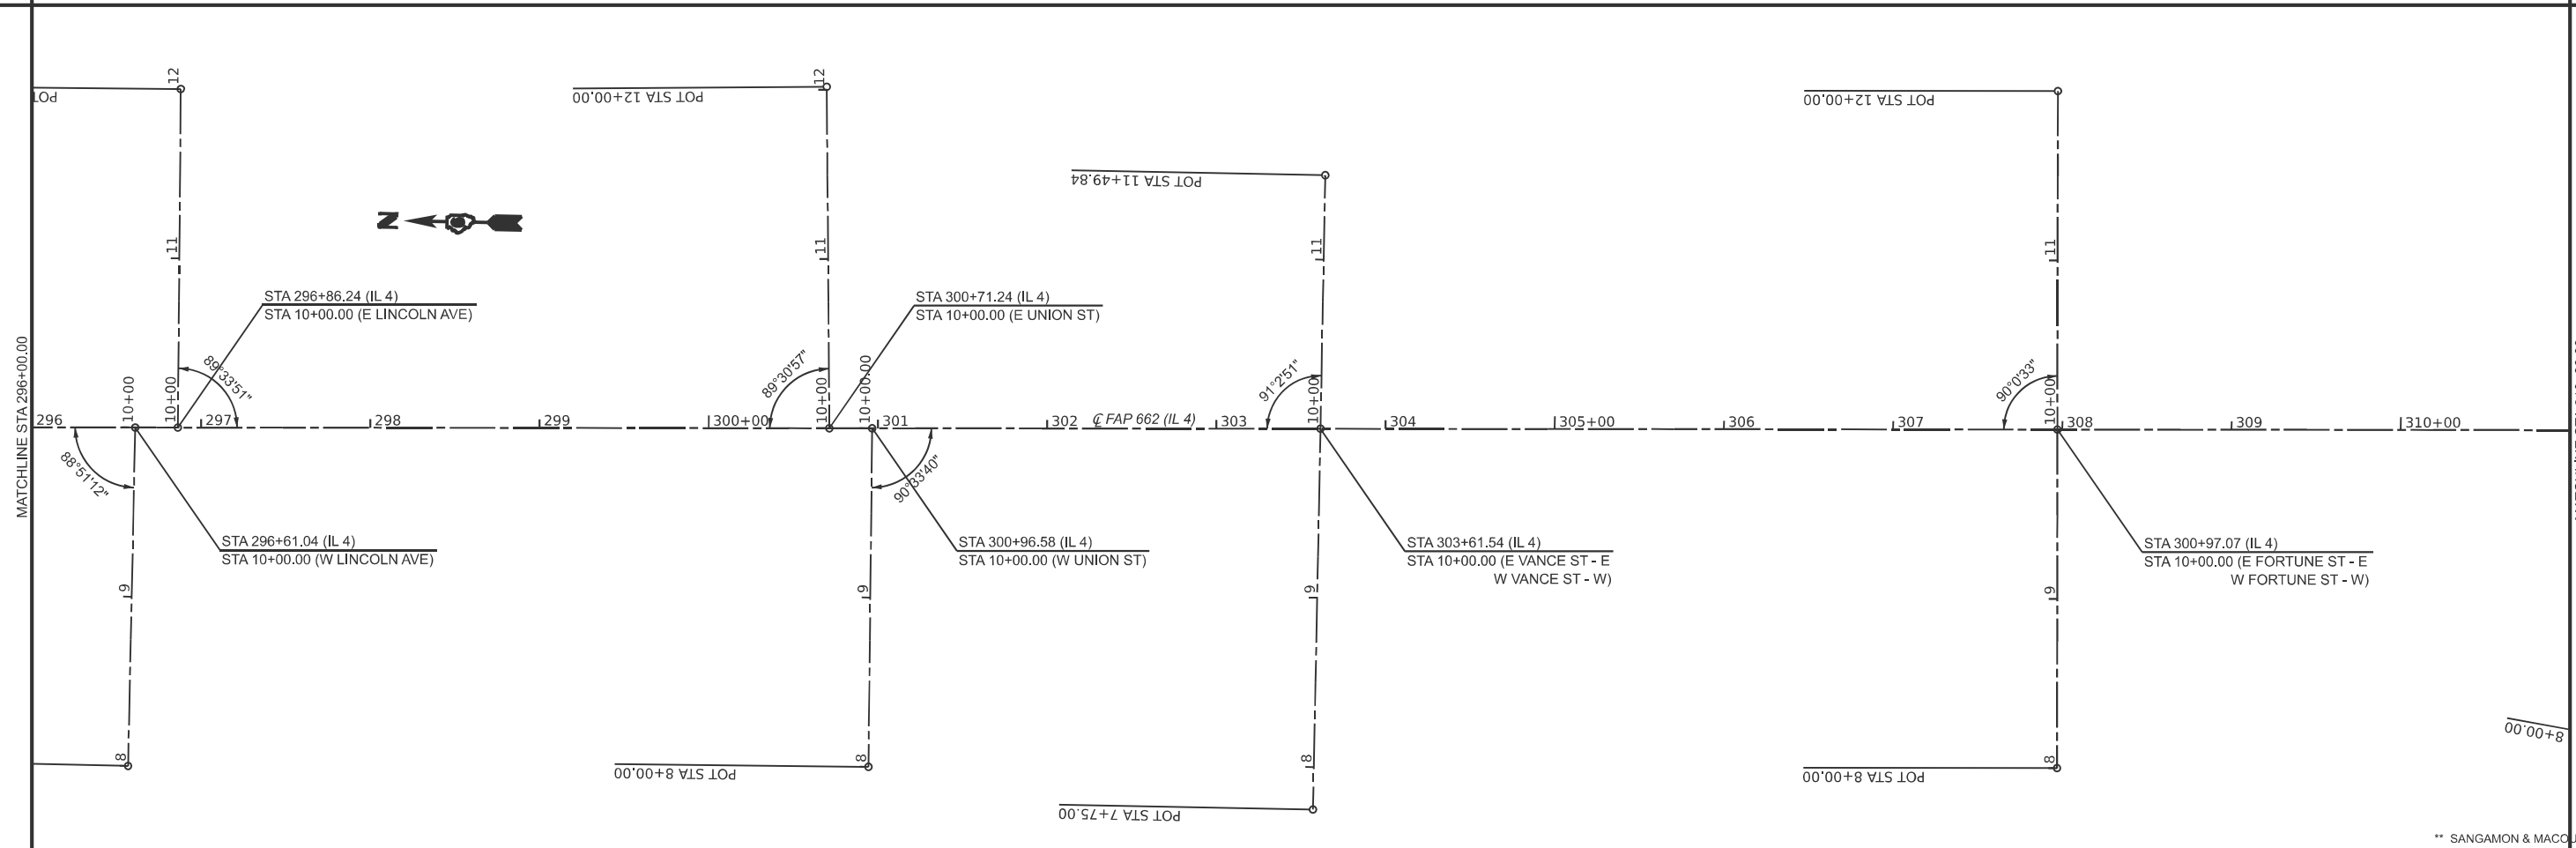 12
POT
POT STA 12+00.00
12
POT STA 12+00.00
POT STA 11+49.84
11
11
11
11
N
STA 296+86.24 (IL 4)
STA 10+00.00 (E LINCOLN AVE)
STA 300+71.24 (IL 4)
STA 10+00.00 (E UNION ST)
MATCHLINE STA 296+00.00
89°33'51"
89°30'57"
91°2'51"
90°0'33"
10+00
10+00
10+00
10+00.00
10+00
10+00
296
297
298
299
300+00
301
302
℄ FAP 662 (IL 4)
303
304
305+00
306
307
308
309
310+00
88°51'12"
90°33'40"
STA 296+61.04 (IL 4)
STA 10+00.00 (W LINCOLN AVE)
STA 300+96.58 (IL 4)
STA 10+00.00 (W UNION ST)
STA 303+61.54 (IL 4)
STA 10+00.00 (E VANCE ST - E
W VANCE ST - W)
STA 300+97.07 (IL 4)
STA 10+00.00 (E FORTUNE ST - E
W FORTUNE ST - W)
9
9
9
9
8
8
8
8
POT STA 8+00.00
POT STA 7+75.00
POT STA 8+00.00
8+00.00
** SANGAMON & MACOU